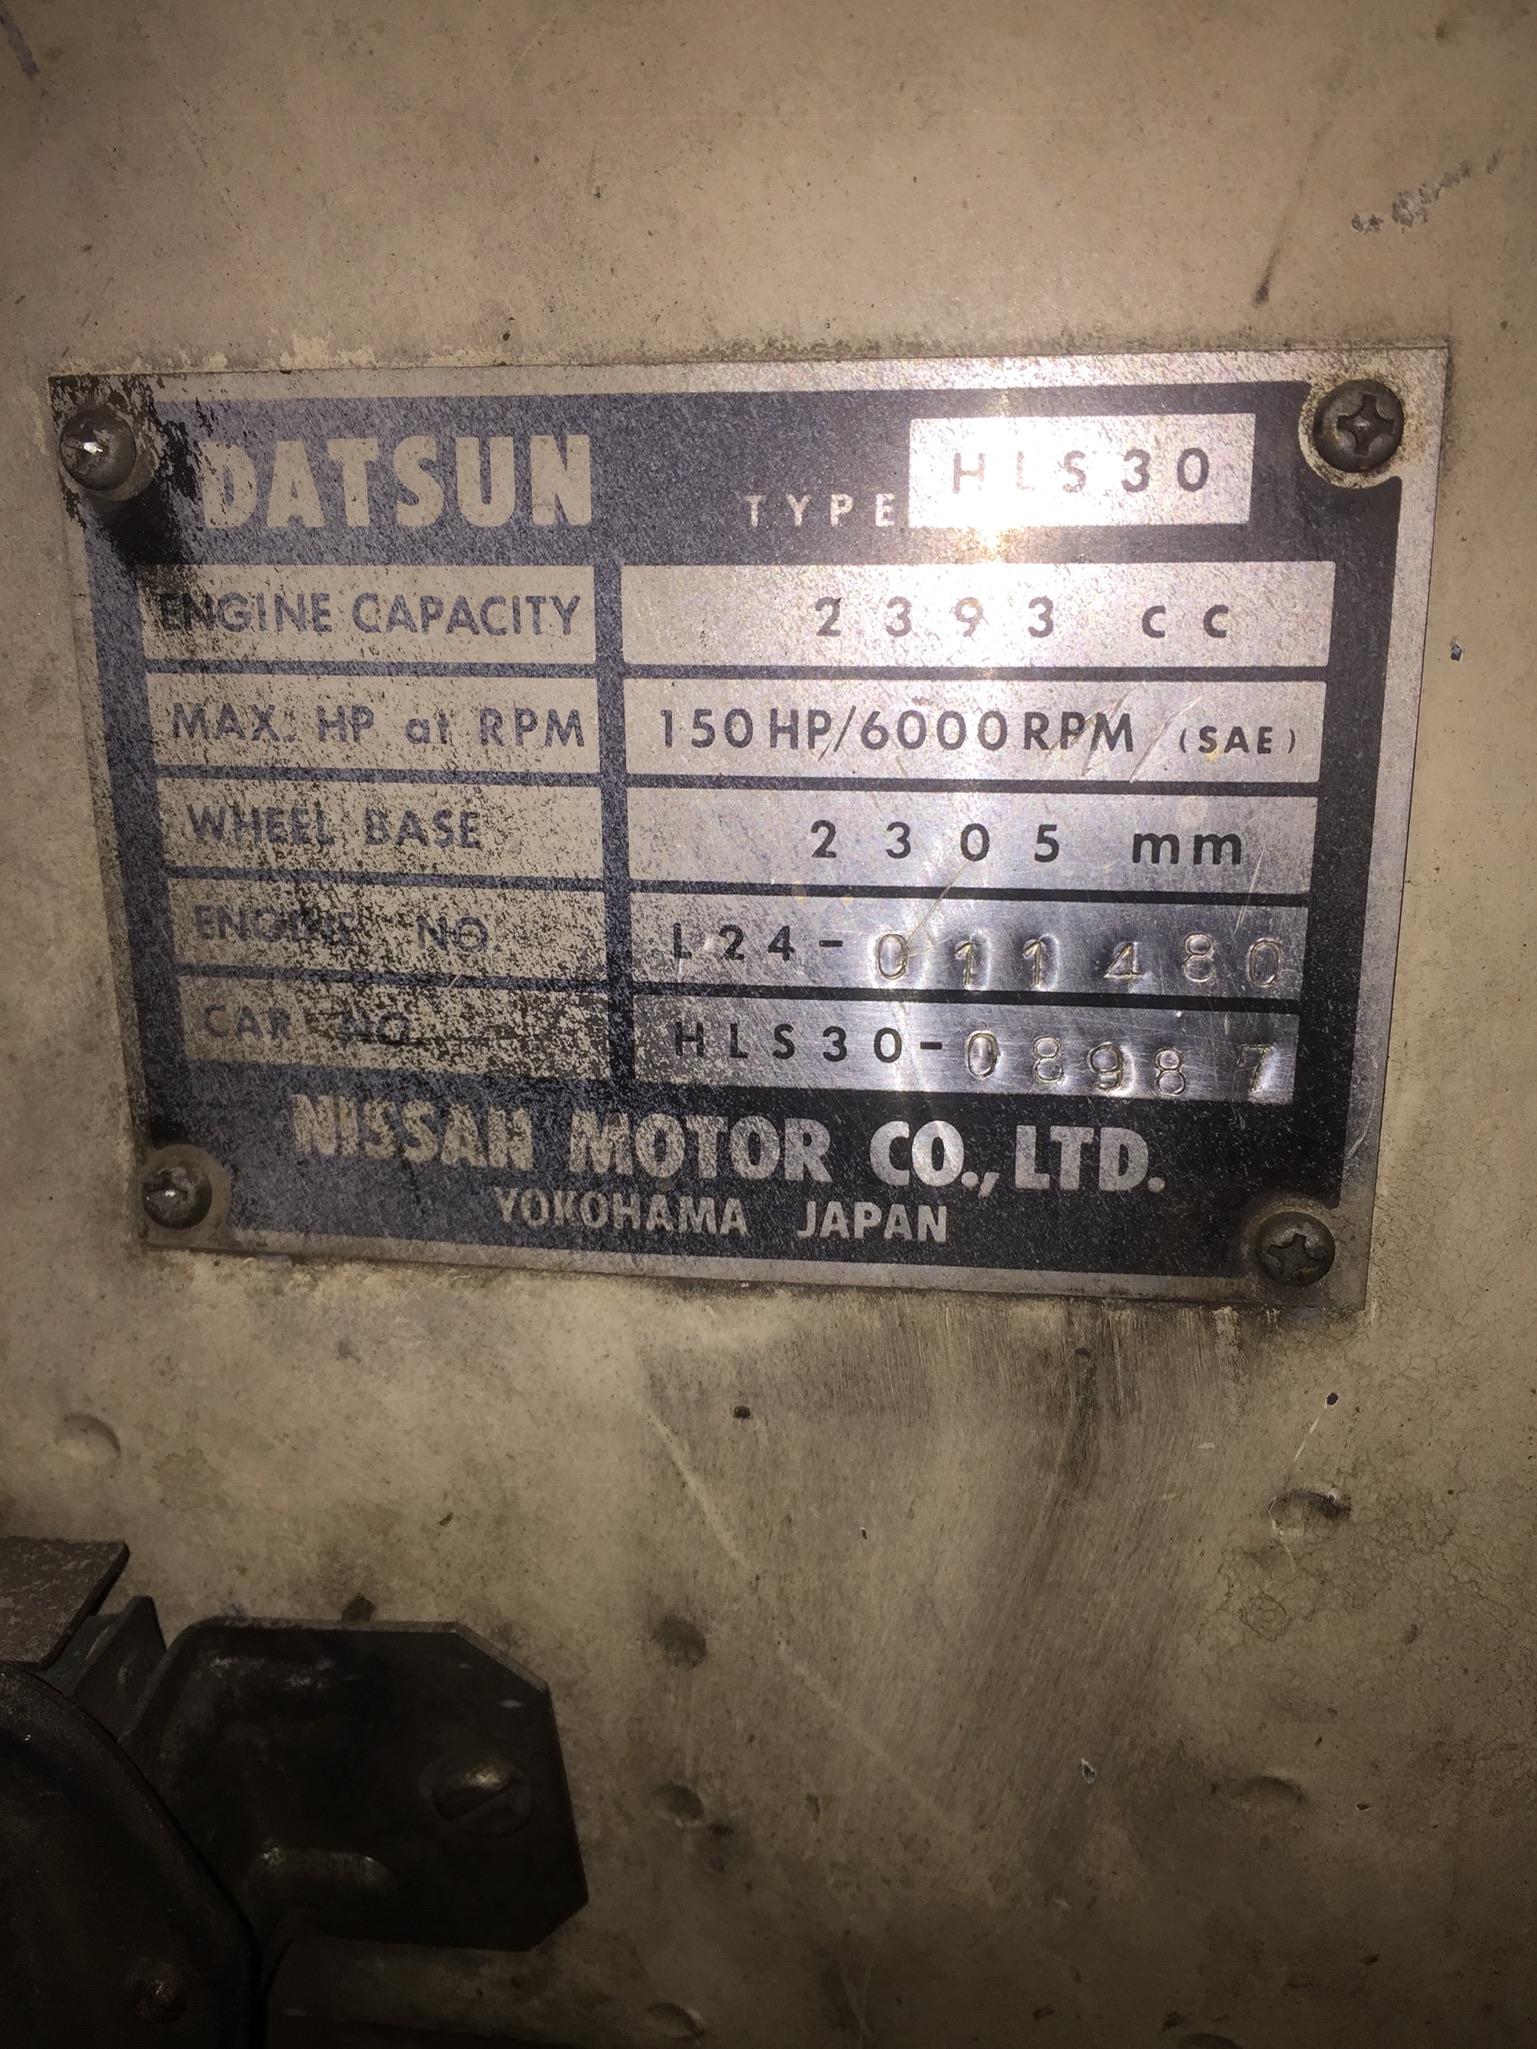 DATSUN TYPE HLS30
ENGINE CAPACITY 2393 cc
MAX. HP at RPM 150HP/6000RPM (SAE)
WHEEL BASE 2305 mm
ENGINE NO. L24-011480
CAR NO. HLS30-08987
NISSAN MOTOR CO., LTD.
YOKOHAMA JAPAN